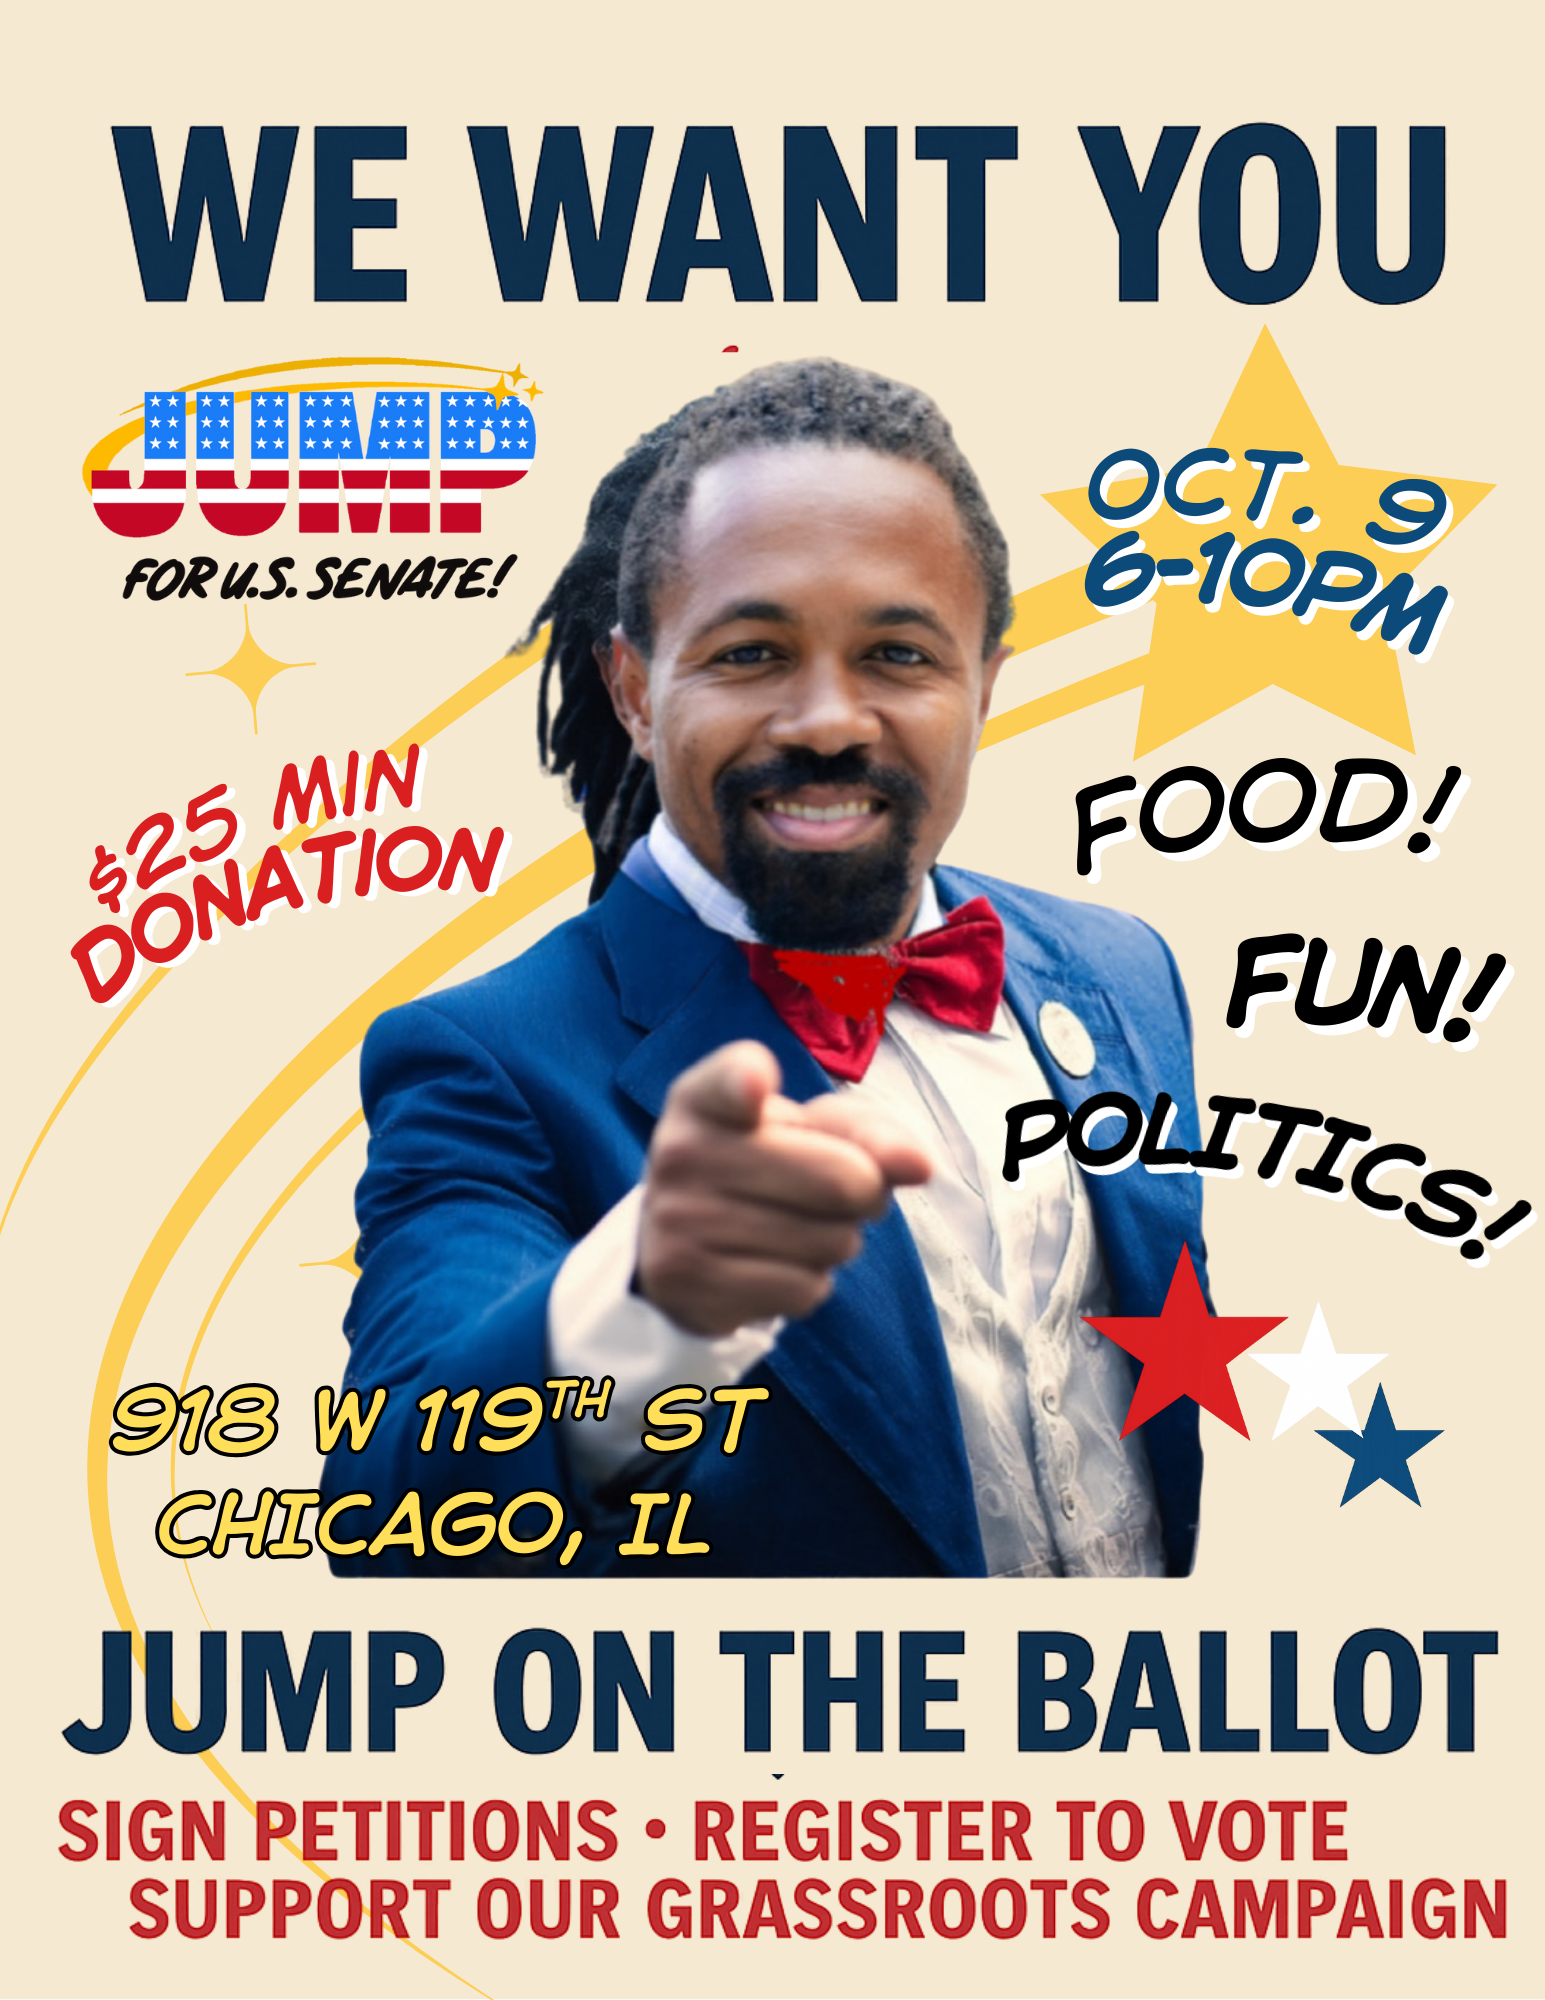 WE WANT YOU
JUMP
FOR U.S. SENATE!
OCT. 9
6-10PM
$25 MIN
DONATION
FOOD!
FUN!
POLITICS!
918 W 119TH ST
CHICAGO, IL
JUMP ON THE BALLOT
SIGN PETITIONS • REGISTER TO VOTE
SUPPORT OUR GRASSROOTS CAMPAIGN